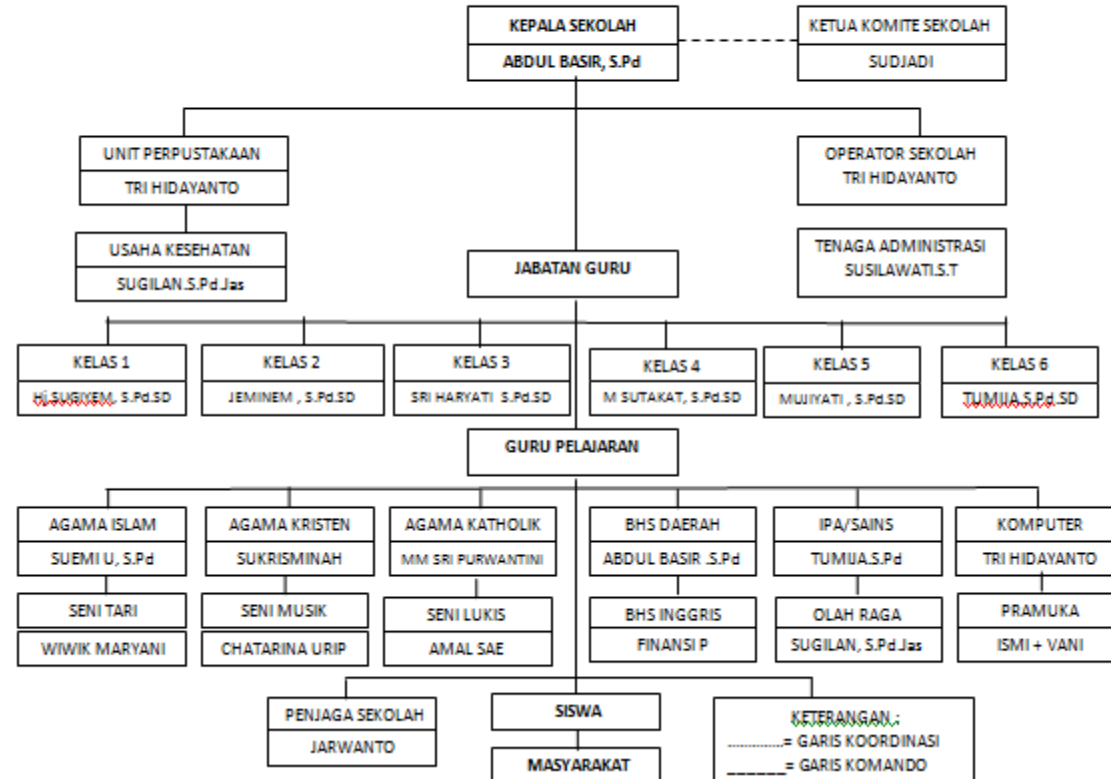 KEPALA SEKOLAH
ABDUL BASIR, S.Pd
KETUA KOMITE SEKOLAH
SUDJADI
UNIT PERPUSTAKAAN
TRI HIDAYANTO
OPERATOR SEKOLAH
TRI HIDAYANTO
USAHA KESEHATAN
SUGILAN.S.Pd.Jas
JABATAN GURU
TENAGA ADMINISTRASI
SUSILAWATI.S.T
KELAS 1
Hj.SUGIYEM, S.Pd.SD
KELAS 2
JEMINEM , S.Pd.SD
KELAS 3
SRI HARYATI S.Pd.SD
KELAS 4
M SUTAKAT, S.Pd.SD
KELAS 5
MUJIYATI , S.Pd.SD
KELAS 6
TUMIJA.S.Pd.SD
GURU PELAJARAN
AGAMA ISLAM
SUEMI U, S.Pd
AGAMA KRISTEN
SUKRISMINAH
AGAMA KATHOLIK
MM SRI PURWANTINI
BHS DAERAH
ABDUL BASIR .S.Pd
IPA/SAINS
TUMIJA.S.Pd
KOMPUTER
TRI HIDAYANTO
SENI TARI
WIWIK MARYANI
SENI MUSIK
CHATARINA URIP
SENI LUKIS
AMAL SAE
BHS INGGRIS
FINANSI P
OLAH RAGA
SUGILAN, S.Pd.Jas
PRAMUKA
ISMI + VANI
PENJAGA SEKOLAH
JARWANTO
SISWA
MASYARAKAT
KETERANGAN :
.............= GARIS KOORDINASI
______= GARIS KOMANDO